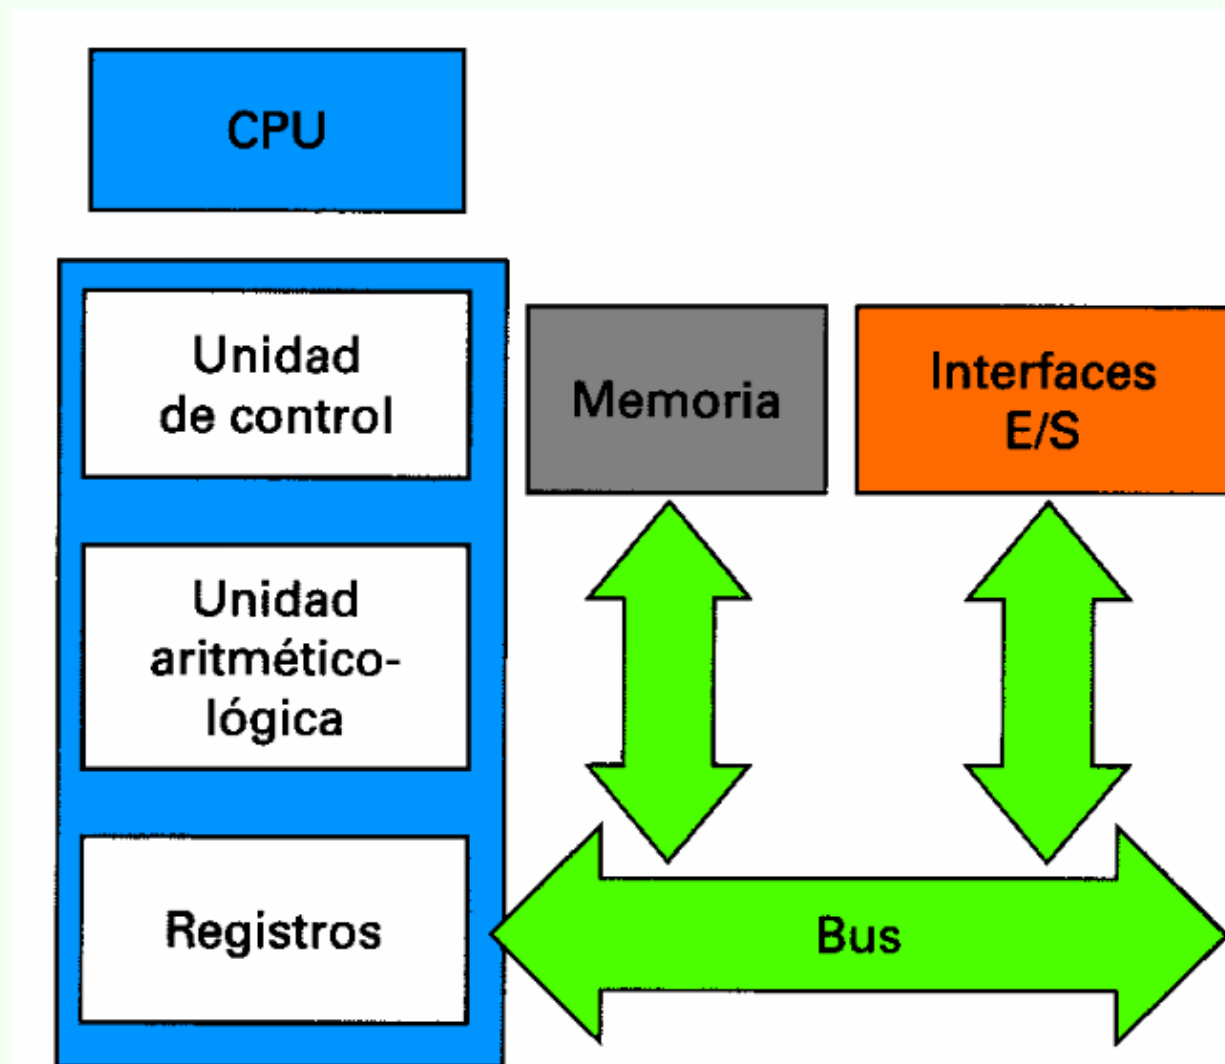 CPU
Unidad
de control
Memoria
Interfaces
E/S
Unidad
aritmético-
lógica
Registros
Bus